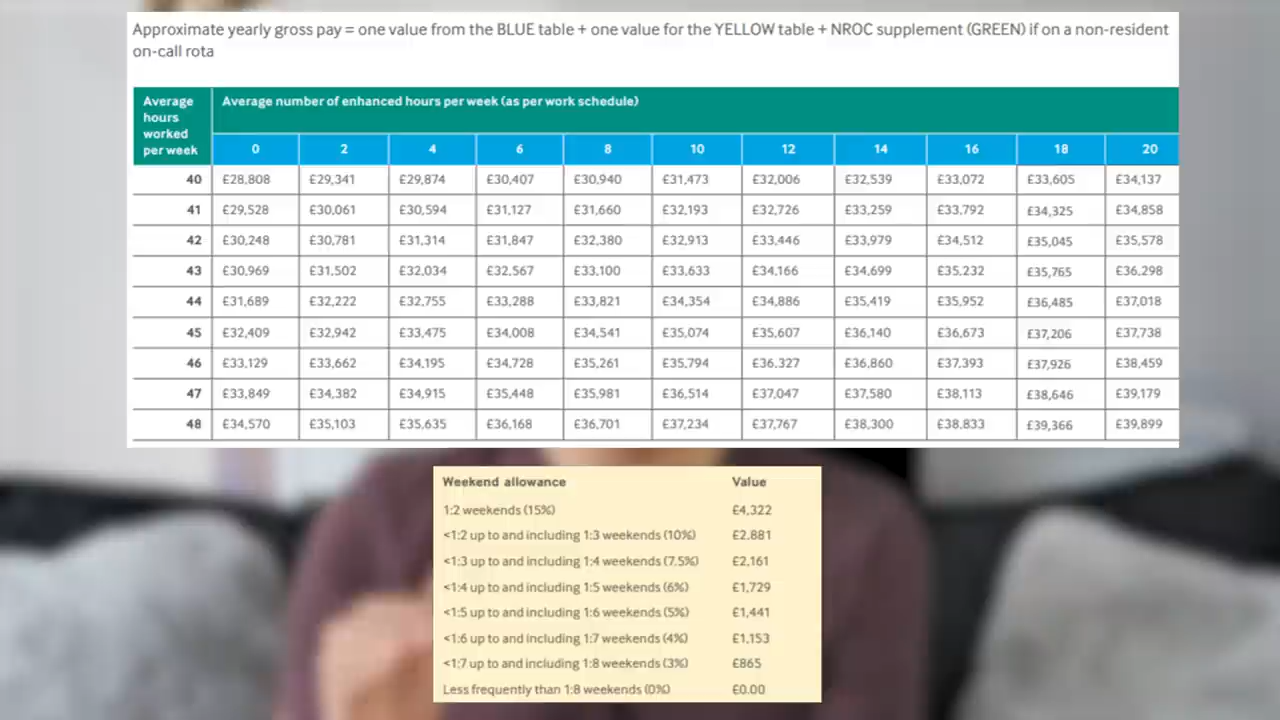 Approximate yearly gross pay = one value from the BLUE table + one value for the YELLOW table + NROC supplement (GREEN) if on a non-resident
on-call rota
Average hours worked per week Average number of enhanced hours per week (as per work schedule)
0 2 4 6 8 10 12 14 16 18 20
40 £28,808 £29,341 £29,874 £30,407 £30,940 £31,473 £32,006 £32,539 £33,072 £33,605 £34,137
41 £29,528 £30,061 £30,594 £31,127 £31,660 £32,193 £32,726 £33,259 £33,792 £34,325 £34,858
42 £30,248 £30,781 £31,314 £31,847 £32,380 £32,913 £33,446 £33,979 £34,512 £35,045 £35,578
43 £30,969 £31,502 £32,034 £32,567 £33,100 £33,633 £34,166 £34,699 £35,232 £35,765 £36,298
44 £31,689 £32,222 £32,755 £33,288 £33,821 £34,354 £34,886 £35,419 £35,952 £36,485 £37,018
45 £32,409 £32,942 £33,475 £34,008 £34,541 £35,074 £35,607 £36,140 £36,673 £37,206 £37,738
46 £33,129 £33,662 £34,195 £34,728 £35,261 £35,794 £36,327 £36,860 £37,393 £37,926 £38,459
47 £33,849 £34,382 £34,915 £35,448 £35,981 £36,514 £37,047 £37,580 £38,113 £38,646 £39,179
48 £34,570 £35,103 £35,635 £36,168 £36,701 £37,234 £37,767 £38,300 £38,833 £39,366 £39,899
Weekend allowance Value
1:2 weekends (15%) £4,322
<1:2 up to and including 1:3 weekends (10%) £2,881
<1:3 up to and including 1:4 weekends (7.5%) £2,161
<1:4 up to and including 1:5 weekends (6%) £1,729
<1:5 up to and including 1:6 weekends (5%) £1,441
<1:6 up to and including 1:7 weekends (4%) £1,153
<1:7 up to and including 1:8 weekends (3%) £865
Less frequently than 1:8 weekends (0%) £0.00